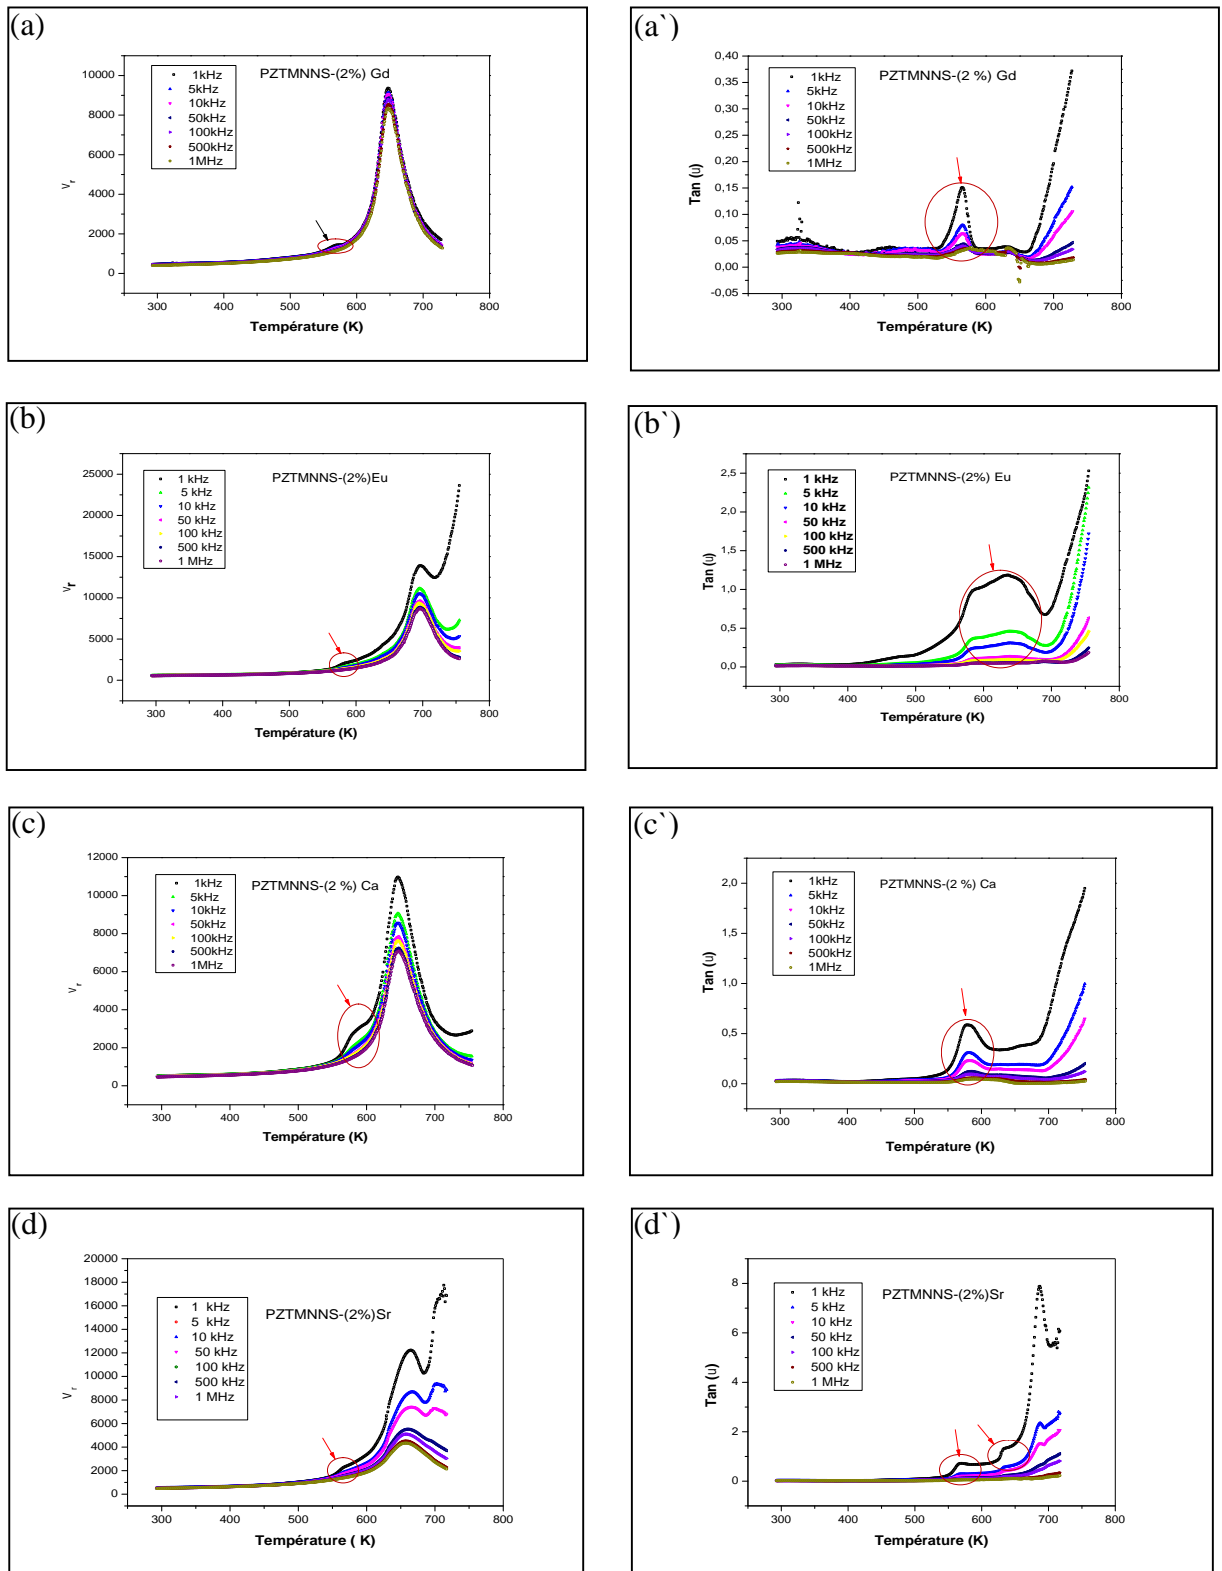 (a)
PZTMNNS-(2%) Gd
1kHz
5kHz
10kHz
50kHz
100kHz
500kHz
1MHz
10000
8000
6000
4000
2000
0
ν r
300 400 500 600 700 800
Température (K)
(a`)
PZTMNNS-(2 %) Gd
1kHz
5kHz
10kHz
50kHz
100kHz
500kHz
1MHz
0,40
0,35
0,30
0,25
0,20
0,15
0,10
0,05
0,00
-0,05
Tan (υ)
300 400 500 600 700 800
Température (K)
(b)
PZTMNNS-(2%)Eu
1 kHz
5 kHz
10 kHz
50 kHz
100 kHz
500 kHz
1 MHz
25000
20000
15000
10000
5000
0
νr
300 400 500 600 700 800
Température (K)
(b`)
PZTMNNS-(2%) Eu
1 kHz
5 kHz
10 kHz
50 kHz
100 kHz
500 kHz
1 MHz
2,5
2,0
1,5
1,0
0,5
0,0
Tan (υ)
300 400 500 600 700 800
Température (K)
(c)
PZTMNNS-(2 %) Ca
1kHz
5kHz
10kHz
50kHz
100kHz
500kHz
1MHz
12000
10000
8000
6000
4000
2000
0
ν r
300 400 500 600 700 800
Température (K)
(c`)
PZTMNNS-(2 %) Ca
1kHz
5kHz
10kHz
50kHz
100kHz
500kHz
1MHz
2,0
1,5
1,0
0,5
0,0
Tan (υ)
300 400 500 600 700 800
Température (K)
(d)
PZTMNNS-(2%)Sr
1 kHz
5 kHz
10 kHz
50 kHz
100 kHz
500 kHz
1 MHz
20000
18000
16000
14000
12000
10000
8000
6000
4000
2000
0
ν r
300 400 500 600 700 800
Température ( K)
(d`)
PZTMNNS-(2%)Sr
1 kHz
5 kHz
10 kHz
50 kHz
100 kHz
500 kHz
1 MHz
8
6
4
2
0
Tan (υ)
300 400 500 600 700 800
Température (K)